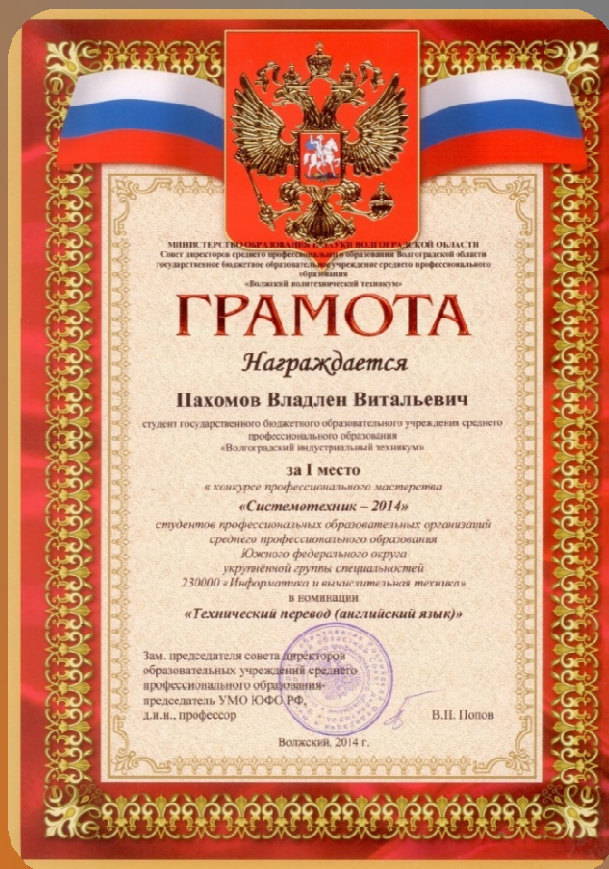 МИНИСТЕРСТВО ОБРАЗОВАНИЯ И НАУКИ ВОЛГОГРАДСКОЙ ОБЛАСТИ
Совет директоров среднего профессионального образования Волгоградской области
государственное бюджетное образовательное учреждение среднего профессионального
образования
«Волжский политехнический техникум»
ГРАМОТА
Награждается
Пахомов Владлен Витальевич
студент государственного бюджетного образовательного учреждения среднего
профессионального образования
«Волгоградский индустриальный техникум»
за I место
в конкурсе профессионального мастерства
«Системотехник – 2014»
студентов профессиональных образовательных организаций
среднего профессионального образования
Южного федерального округа
укрупнённой группы специальностей
230000 «Информатика и вычислительная техника»
в номинации
«Технический перевод (английский язык)»
Зам. председателя совета директоров
образовательных учреждений среднего
профессионального образования-
председатель УМО ЮФО РФ,
д.п.н., профессор
В.П. Попов
Волжский, 2014 г.